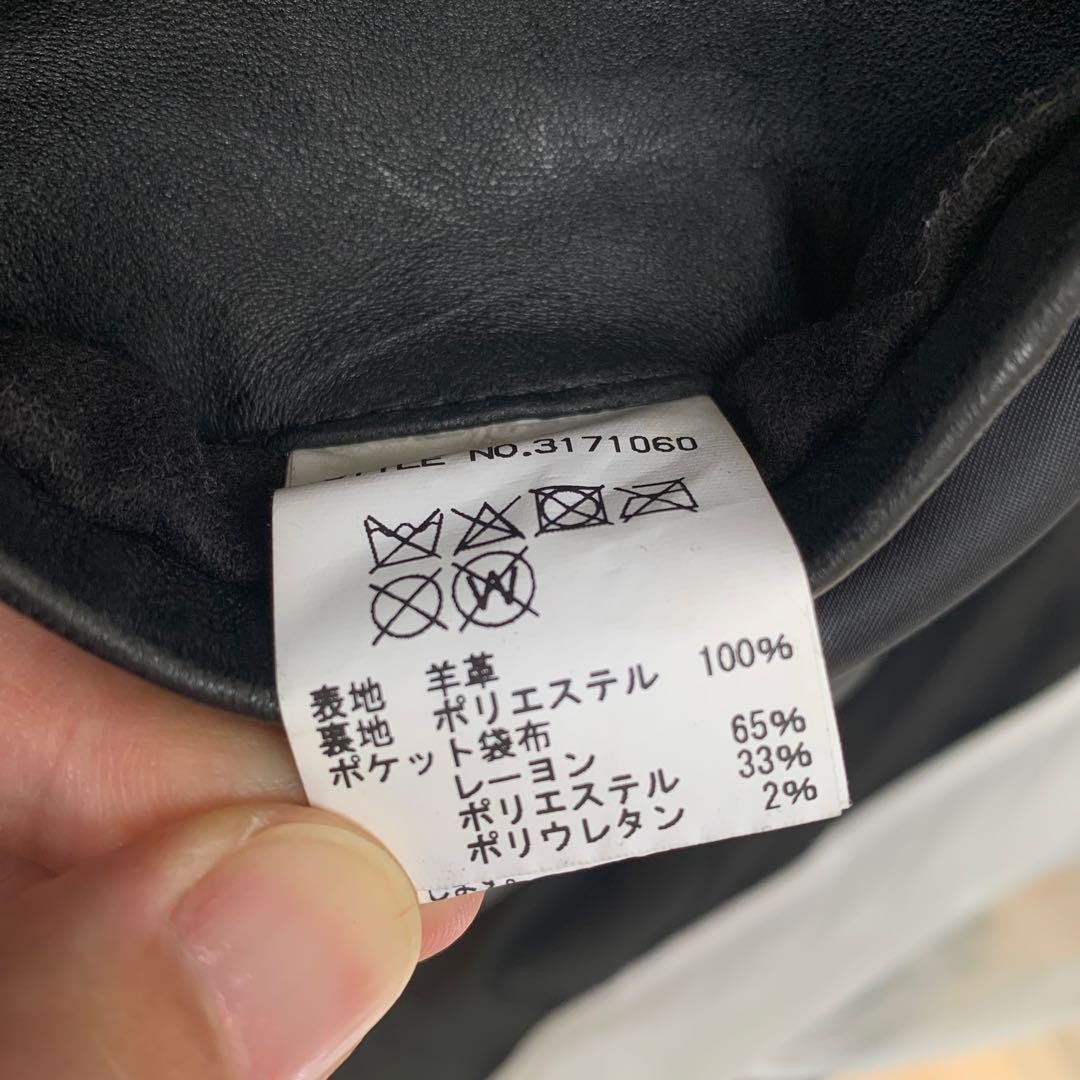 STYLE NO.3171060
W
表地 羊革
裏地 ポリエステル 100%
ポケット袋布
レーヨン 65%
ポリエステル 33%
ポリウレタン 2%